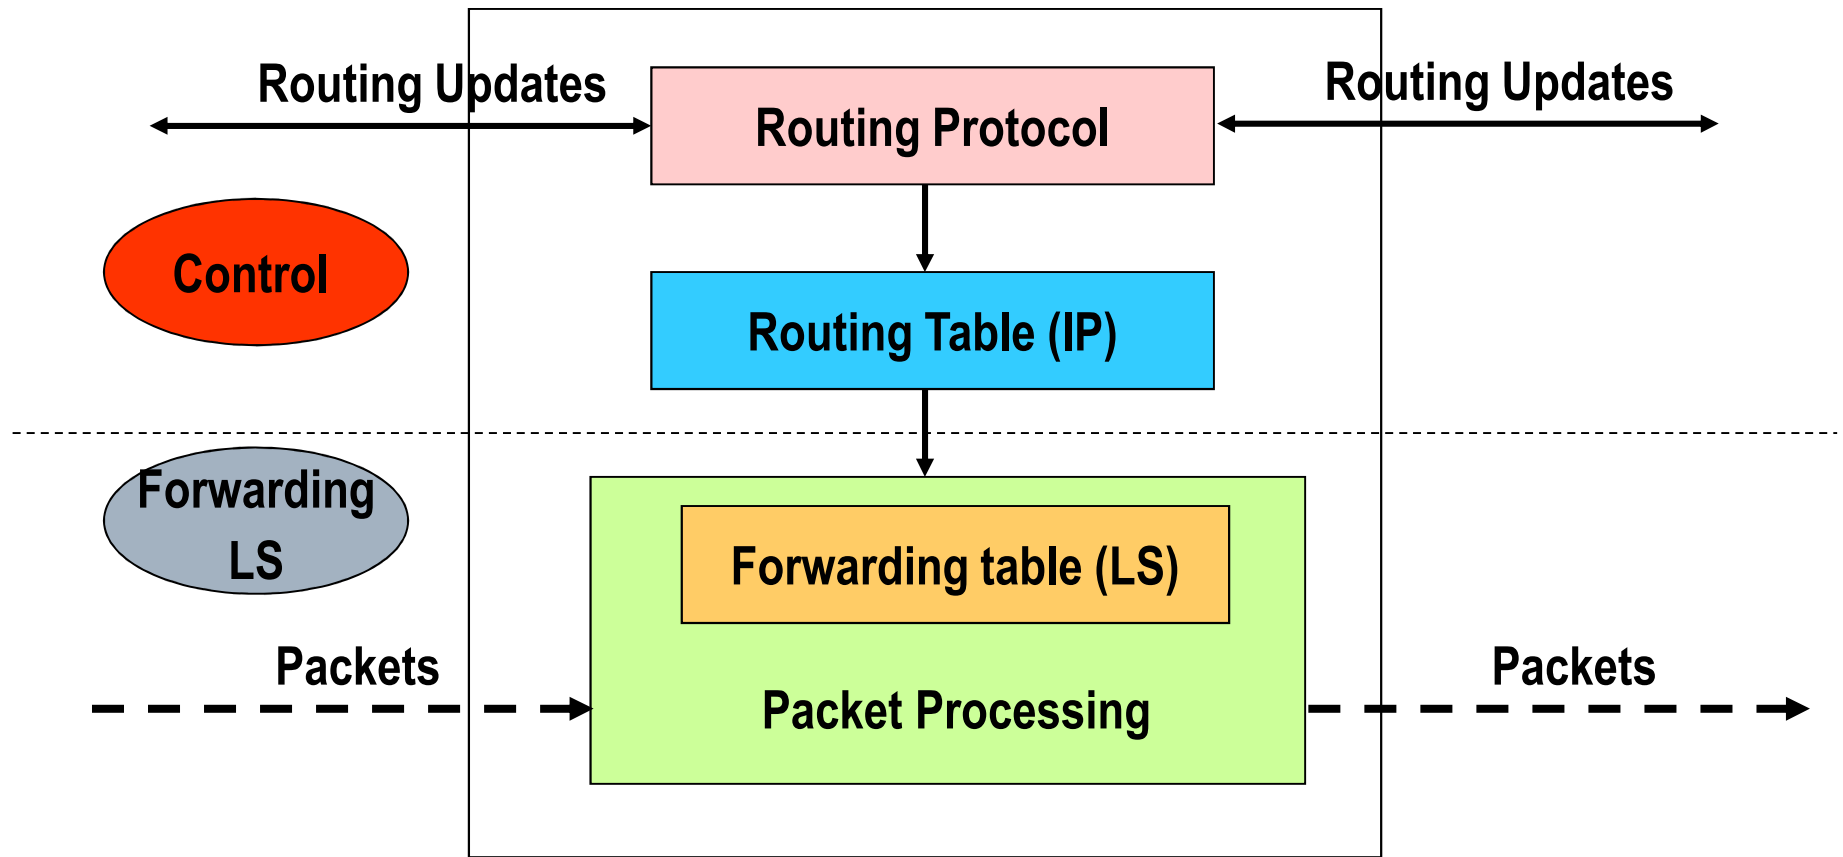 Routing Updates
Routing Updates
Routing Protocol
Control
Routing Table (IP)
Forwarding
LS
Forwarding table (LS)
Packets
Packets
Packet Processing